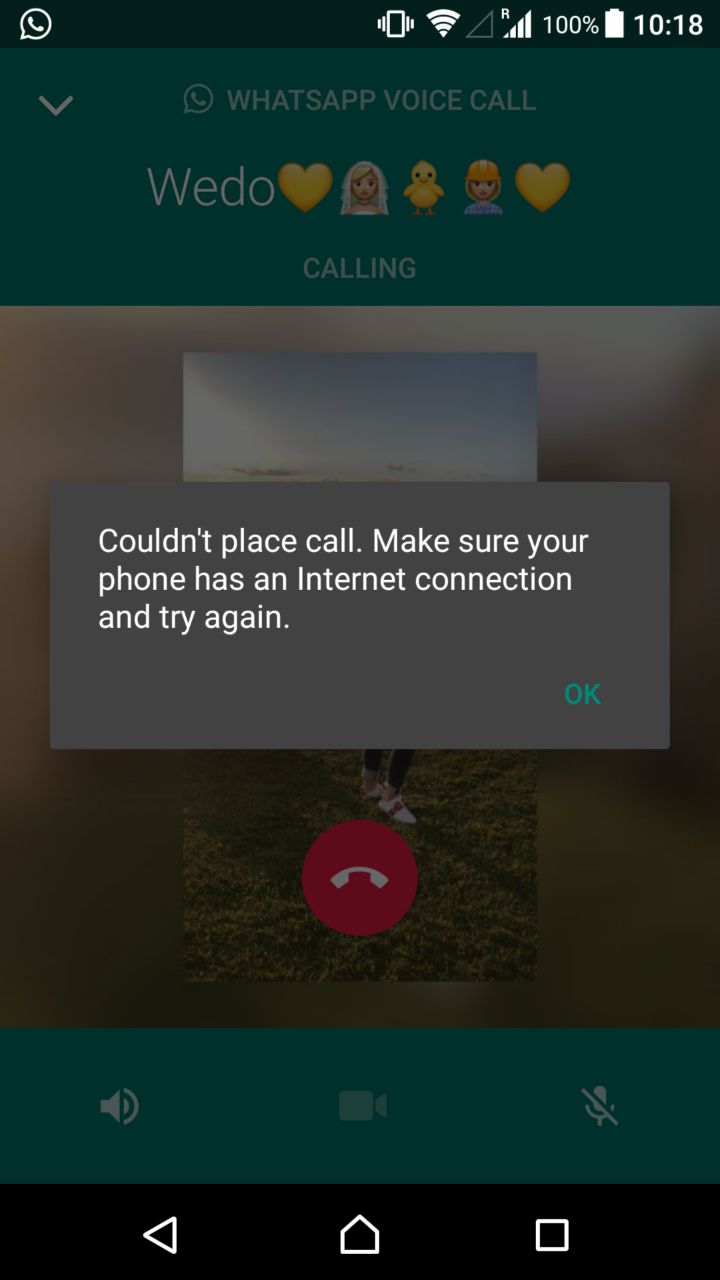 R 100% 10:18
WHATSAPP VOICE CALL
Wedo💛👰🐥👷💛
CALLING
Couldn't place call. Make sure your
phone has an Internet connection
and try again.
OK